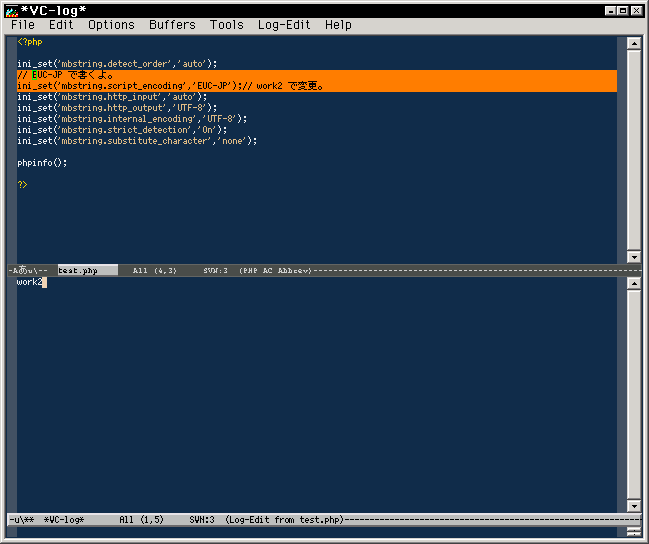 *VC-log*
File Edit Options Buffers Tools Log-Edit Help
<?php
ini_set('mbstring.detect_order','auto');
// EUC-JP で書くよ。
ini_set('mbstring.script_encoding','EUC-JP');// work2 で変更。
ini_set('mbstring.http_input','auto');
ini_set('mbstring.http_output','UTF-8');
ini_set('mbstring.internal_encoding','UTF-8');
ini_set('mbstring.strict_detection','On');
ini_set('mbstring.substitute_character','none');
phpinfo();
?>
-Aあu\-- test.php All (4,3) SVN:3 (PHP AC Abbrev)----------------------------------------
work2
-u\** *VC-log* All (1,5) SVN:3 (Log-Edit from test.php)----------------------------------------